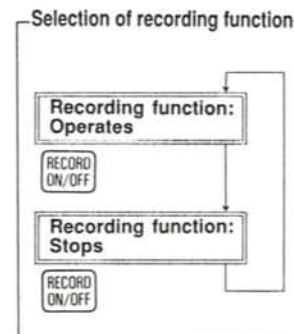 Selection of recording function
Recording function:
Operates
RECORD
ON/OFF
Recording function:
Stops
RECORD
ON/OFF